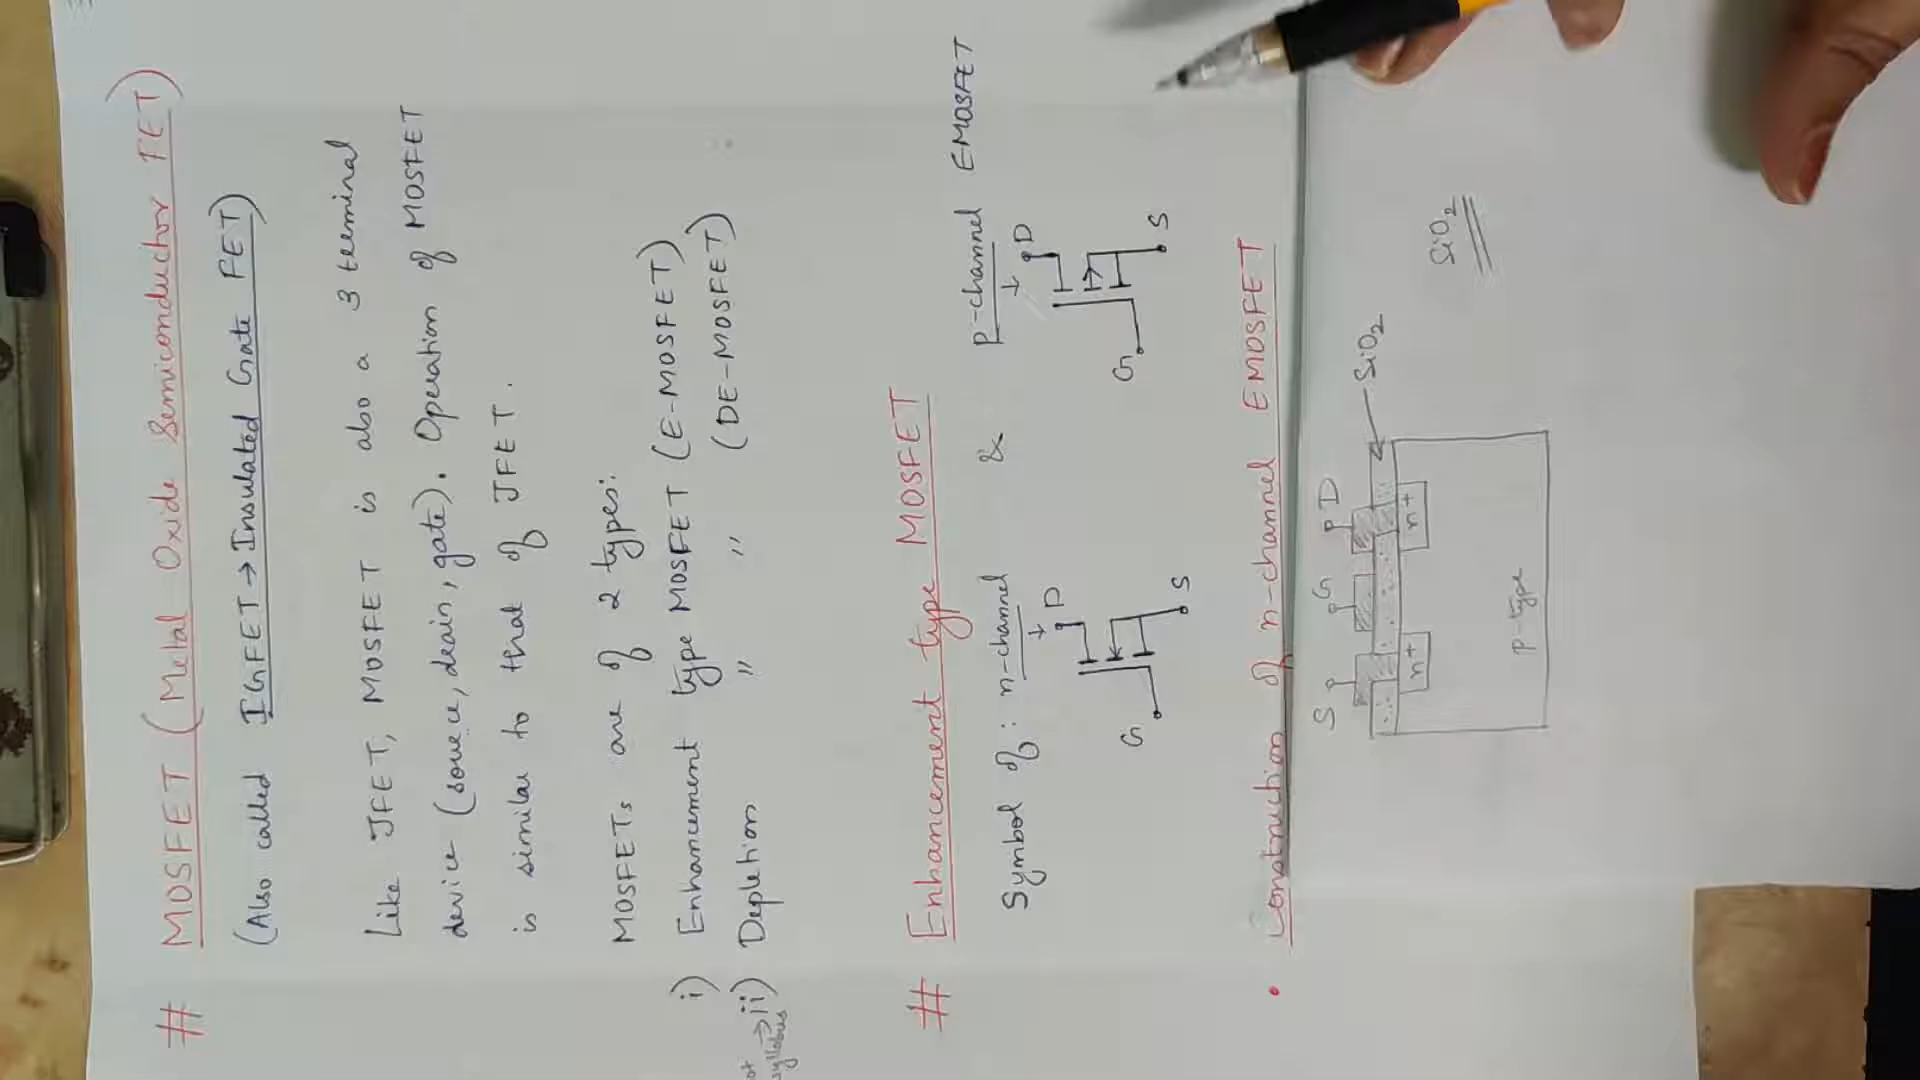 # MOSFET (Metal Oxide Semiconductor FET)
(Also called IGFET → Insulated Gate FET)
Like JFET, MOSFET is also a 3 terminal
device (source, drain, gate). Operation of MOSFET
is similar to that of JFET.
MOSFETs are of 2 types:
i) Enhancement type MOSFET (E-MOSFET)
syllabus → ii) Depletion " " (DE-MOSFET)
# Enhancement type MOSFET
Symbol of : n-channel & p-channel EMOSFET
D D
G S G S
• Construction of n-channel EMOSFET
S G D
SiO2
SiO2
n+ n+
p-type